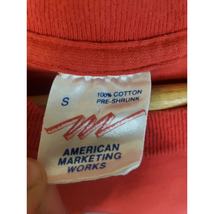 S
100% COTTON
PRE-SHRUNK
AMERICAN
MARKETING
WORKS